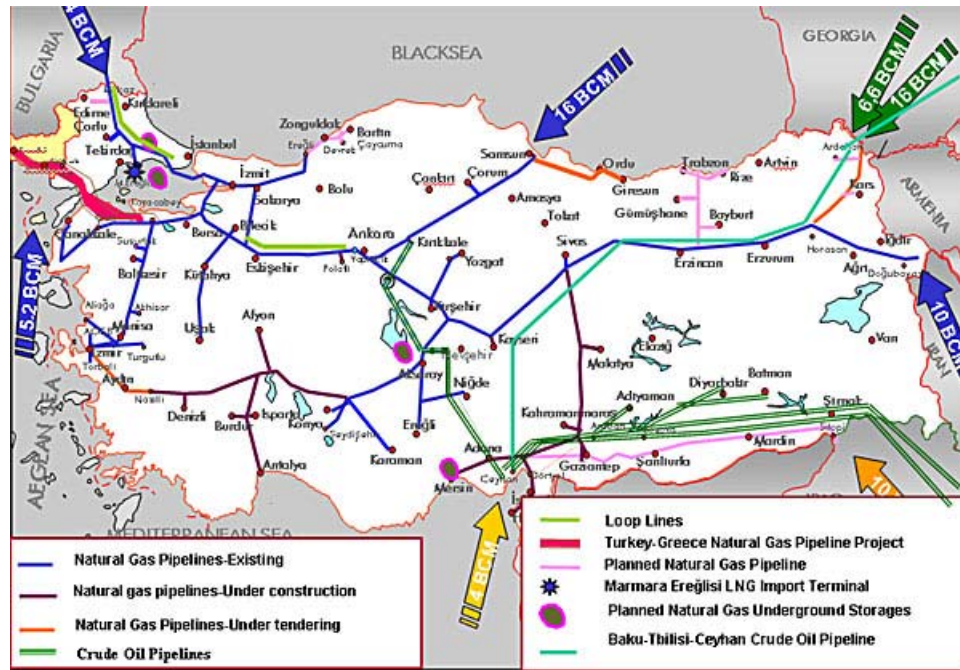 BLACKSEA
GEORGIA
BULGARIA
4 BCM
16 BCM
6,6 BCM
16 BCM
Kırklareli
Edirne
Çorlu
Tekirdağ
İstanbul
Zonguldak
Bartın
Ereğli
Devrek
Çaycuma
Samsun
Ordu
Giresun
Trabzon
Rize
Artvin
Ardahan
Kars
ARMENIA
İzmit
Sakarya
Bolu
Çankırı
Çorum
Amasya
Tokat
Gümüşhane
Bayburt
Iğdır
Çanakkale
Bursa
Bilecik
Ankara
Kırıkkale
Yozgat
Sivas
Erzincan
Erzurum
Horasan
Ağrı
Doğubayazıt
Eskişehir
Polatlı
Balıkesir
Kütahya
Kırşehir
5.2 BCM
10 BCM
IRAN
Aliağa
Akhisar
Manisa
Turgutlu
İzmir
Torbalı
Uşak
Afyon
Kayseri
Nevşehir
Aksaray
Niğde
Malatya
Elazığ
Van
Diyarbakır
Batman
Aydın
Nazilli
Denizli
Isparta
Burdur
Konya
Seydişehir
Ereğli
Karaman
Kahramanmaraş
Adıyaman
Şırnak
AEGEAN SEA
Antalya
Mersin
Adana
Ceyhan
Gaziantep
Şanlıurfa
Mardin
MEDITERRANEAN SEA
4 BCM
Natural Gas Pipelines-Existing
Natural gas pipelines-Under construction
Natural Gas Pipelines-Under tendering
Crude Oil Pipelines
Loop Lines
Turkey-Greece Natural Gas Pipeline Project
Planned Natural Gas Pipeline
Marmara Ereğlisi LNG Import Terminal
Planned Natural Gas Underground Storages
Baku-Tbilisi-Ceyhan Crude Oil Pipeline